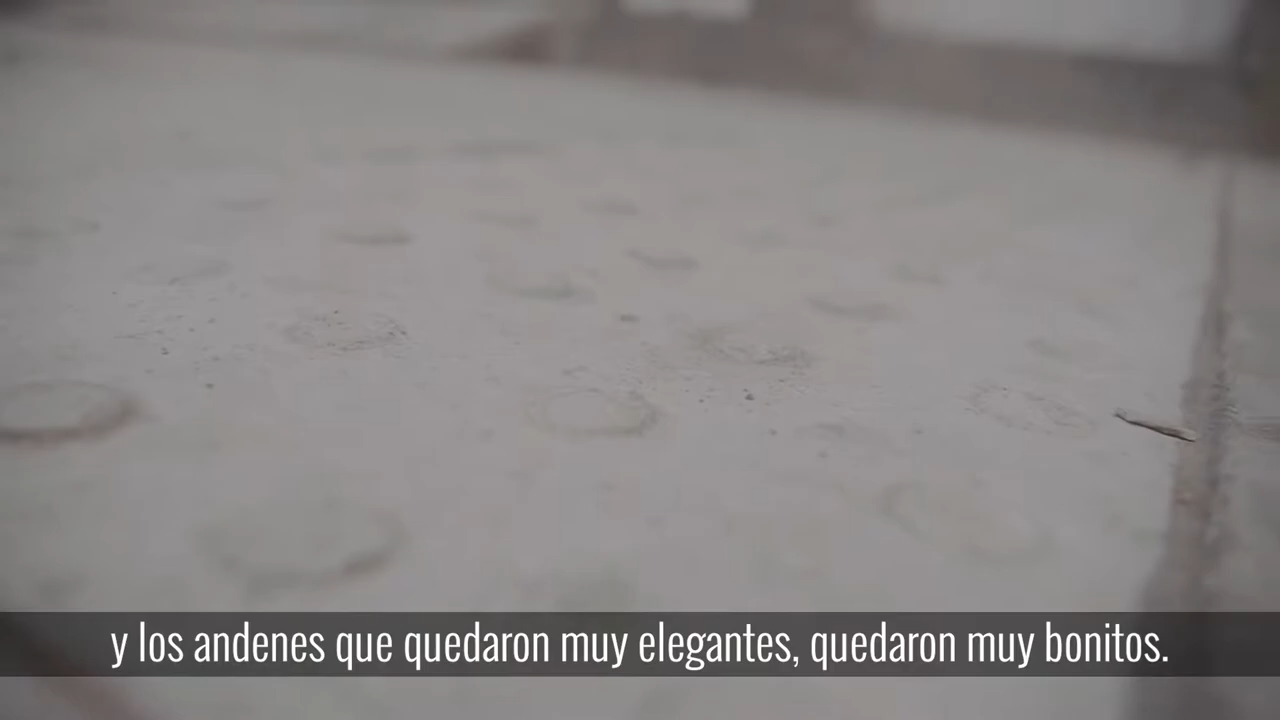 y los andenes que quedaron muy elegantes, quedaron muy bonitos.